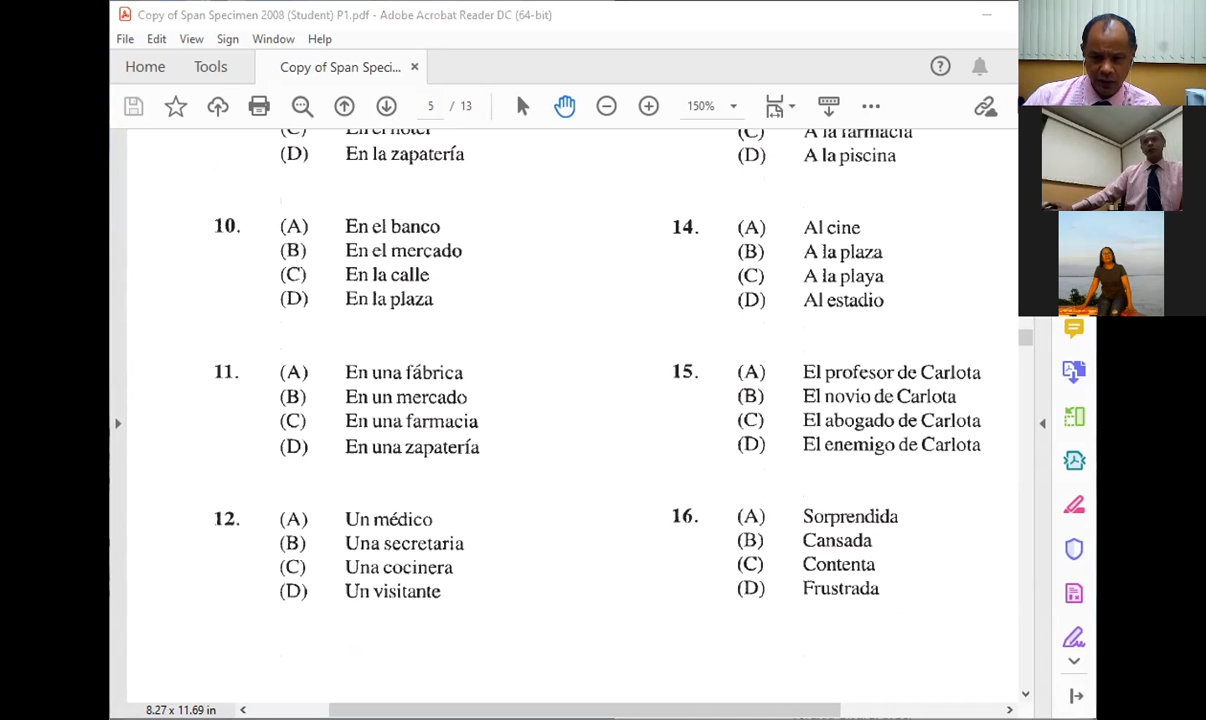 Copy of Span Specimen 2008 (Student) P1.pdf - Adobe Acrobat Reader DC (64-bit)
File Edit View Sign Window Help
Home Tools Copy of Span Speci... ×
5 / 13 150%
(C) En el hotel
(D) En la zapatería
10. (A) En el banco
(B) En el mercado
(C) En la calle
(D) En la plaza
11. (A) En una fábrica
(B) En un mercado
(C) En una farmacia
(D) En una zapatería
12. (A) Un médico
(B) Una secretaria
(C) Una cocinera
(D) Un visitante
(C) A la farmacia
(D) A la piscina
14. (A) Al cine
(B) A la plaza
(C) A la playa
(D) Al estadio
15. (A) El profesor de Carlota
(B) El novio de Carlota
(C) El abogado de Carlota
(D) El enemigo de Carlota
16. (A) Sorprendida
(B) Cansada
(C) Contenta
(D) Frustrada
8.27 x 11.69 in